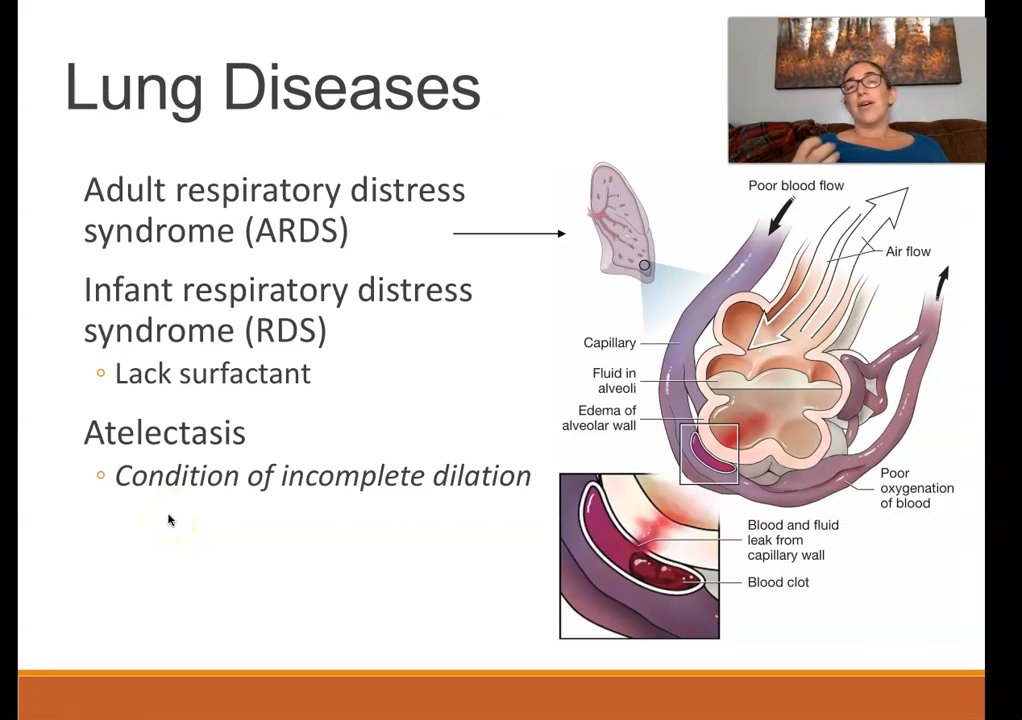 Lung Diseases
Adult respiratory distress
syndrome (ARDS)
Infant respiratory distress
syndrome (RDS)
◦ Lack surfactant
Atelectasis
◦ Condition of incomplete dilation
Poor blood flow
Air flow
Capillary
Fluid in
alveoli
Edema of
alveolar wall
Poor
oxygenation
of blood
Blood and fluid
leak from
capillary wall
Blood clot